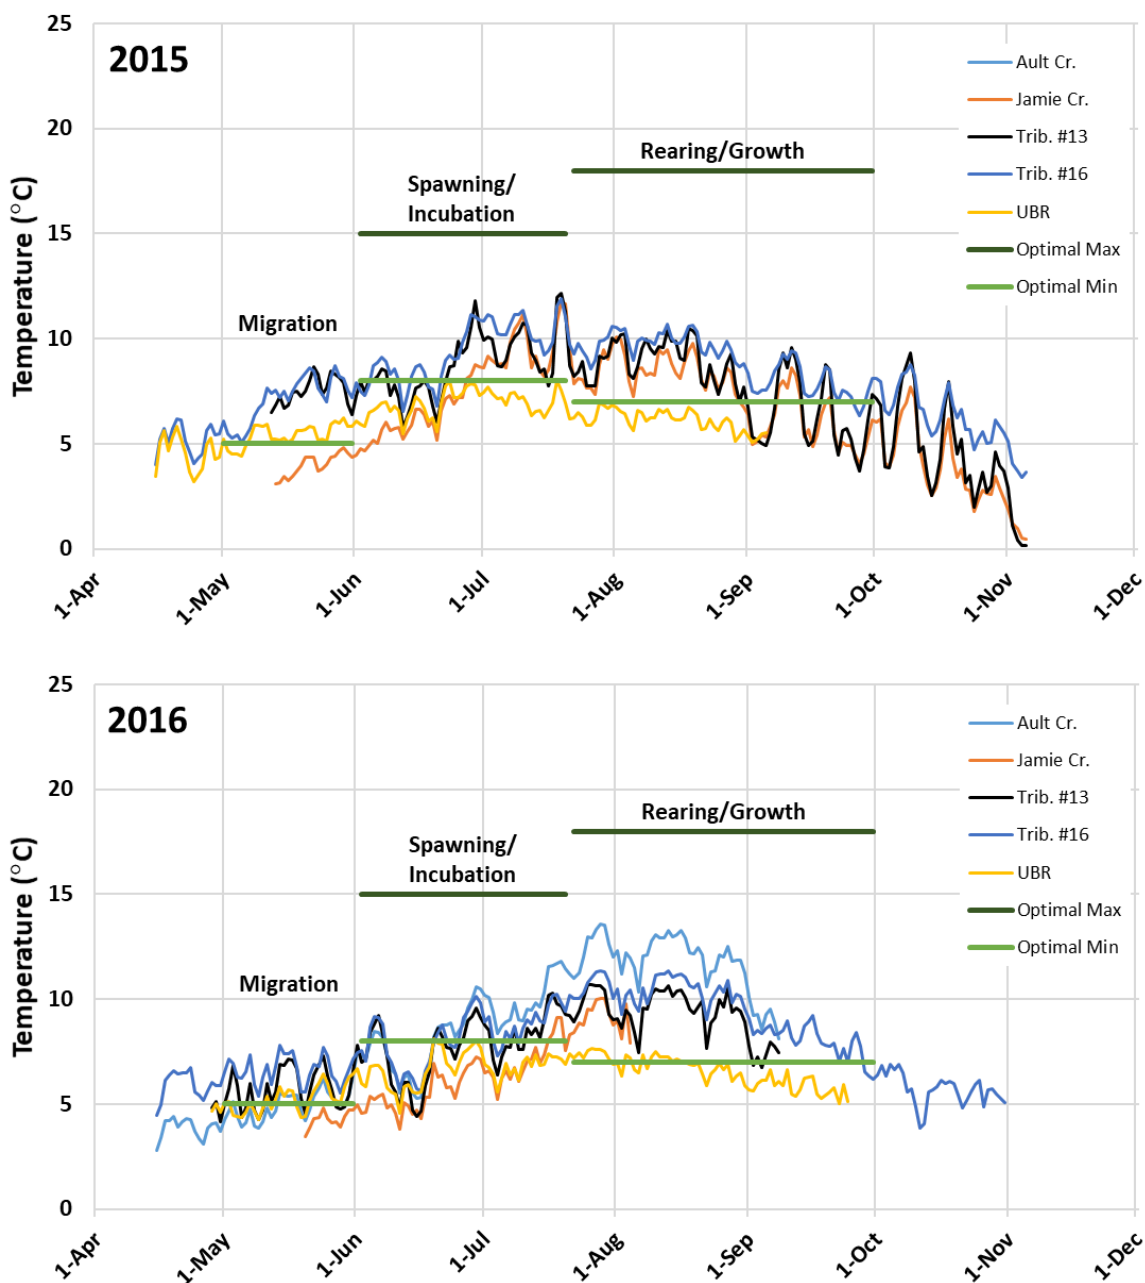 2015
25
20
15
10
5
0
Temperature (°C)
Migration
Spawning/
Incubation
Rearing/Growth
Ault Cr.
Jamie Cr.
Trib. #13
Trib. #16
UBR
Optimal Max
Optimal Min
1-Apr
1-May
1-Jun
1-Jul
1-Aug
1-Sep
1-Oct
1-Nov
1-Dec
2016
25
20
15
10
5
0
Temperature (°C)
Migration
Spawning/
Incubation
Rearing/Growth
Ault Cr.
Jamie Cr.
Trib. #13
Trib. #16
UBR
Optimal Max
Optimal Min
1-Apr
1-May
1-Jun
1-Jul
1-Aug
1-Sep
1-Oct
1-Nov
1-Dec